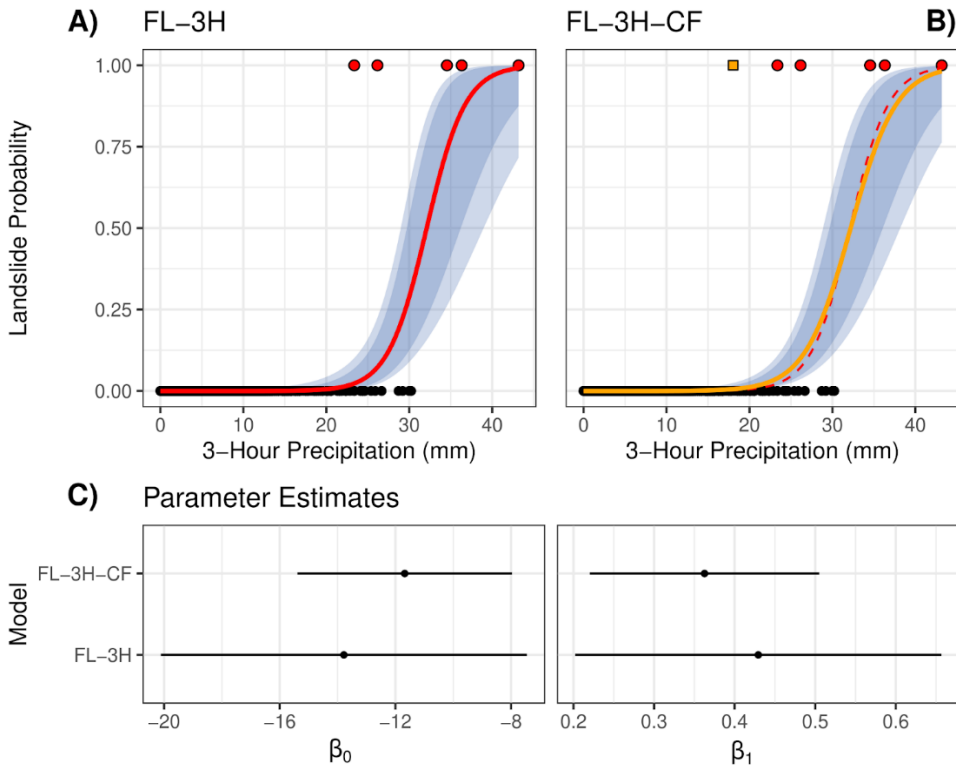 A) FL−3H
FL−3H−CF B)
Landslide Probability
1.00
0.75
0.50
0.25
0.00
0 10 20 30 40
0 10 20 30 40
3−Hour Precipitation (mm)
3−Hour Precipitation (mm)
C) Parameter Estimates
Model
FL−3H−CF
FL−3H
−20 −16 −12 −8
0.2 0.3 0.4 0.5 0.6
β0
β1